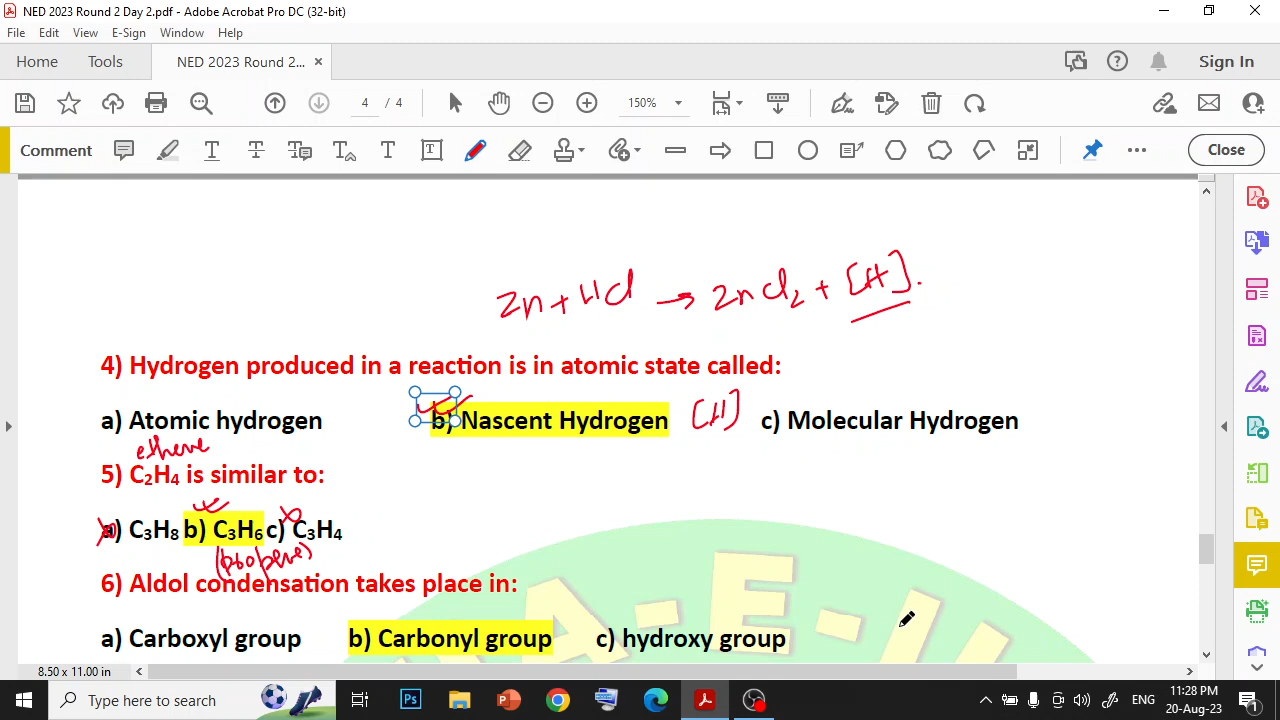 NED 2023 Round 2 Day 2.pdf - Adobe Acrobat Pro DC (32-bit)
File Edit View E-Sign Window Help
Home Tools NED 2023 Round 2... × Sign In
4 / 4 150%
Comment Close
Zn + HCl → ZnCl₂ + [H].
4) Hydrogen produced in a reaction is in atomic state called:
a) Atomic hydrogen b) Nascent Hydrogen [H] c) Molecular Hydrogen
ethene
5) C₂H₄ is similar to:
a) C₃H₈ b) C₃H₆ c) C₃H₄
(propene)
6) Aldol condensation takes place in:
a) Carboxyl group b) Carbonyl group c) hydroxy group
A-E-
8.50 x 11.00 in
Type here to search ENG 11:28 PM
20-Aug-23